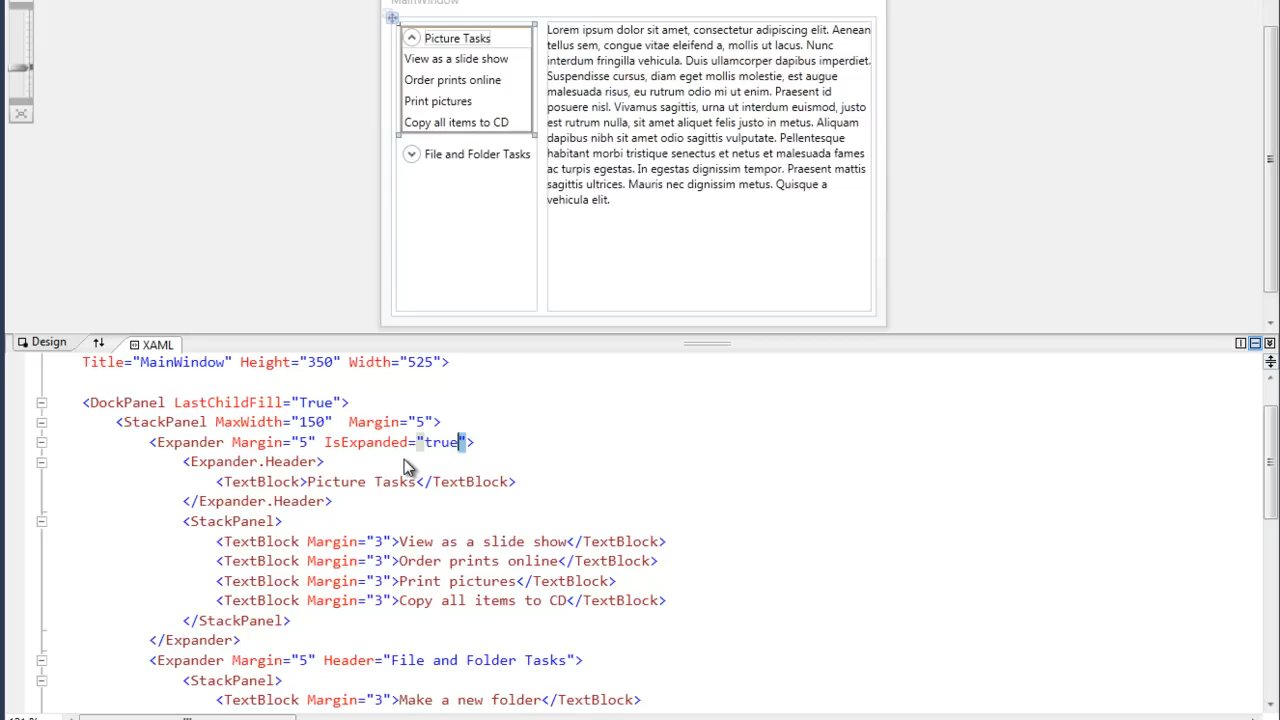 MainWindow
Picture Tasks
View as a slide show
Order prints online
Print pictures
Copy all items to CD
File and Folder Tasks
Lorem ipsum dolor sit amet, consectetur adipiscing elit. Aenean
tellus sem, congue vitae eleifend a, mollis ut lacus. Nunc
interdum fringilla vehicula. Duis ullamcorper dapibus imperdiet.
Suspendisse cursus, diam eget mollis molestie, est augue
malesuada risus, eu rutrum odio mi ut enim. Praesent id
posuere nisl. Vivamus sagittis, urna ut interdum euismod, justo
est rutrum nulla, sit amet aliquet felis justo in metus. Aliquam
dapibus nibh sit amet odio sagittis vulputate. Pellentesque
habitant morbi tristique senectus et netus et malesuada fames
ac turpis egestas. In egestas dignissim tempor. Praesent mattis
sagittis ultrices. Mauris nec dignissim metus. Quisque a
vehicula elit.
Design
XAML
Title="MainWindow" Height="350" Width="525">
<DockPanel LastChildFill="True">
<StackPanel MaxWidth="150"  Margin="5">
<Expander Margin="5" IsExpanded="true">
<Expander.Header>
<TextBlock>Picture Tasks</TextBlock>
</Expander.Header>
<StackPanel>
<TextBlock Margin="3">View as a slide show</TextBlock>
<TextBlock Margin="3">Order prints online</TextBlock>
<TextBlock Margin="3">Print pictures</TextBlock>
<TextBlock Margin="3">Copy all items to CD</TextBlock>
</StackPanel>
</Expander>
<Expander Margin="5" Header="File and Folder Tasks">
<StackPanel>
<TextBlock Margin="3">Make a new folder</TextBlock>